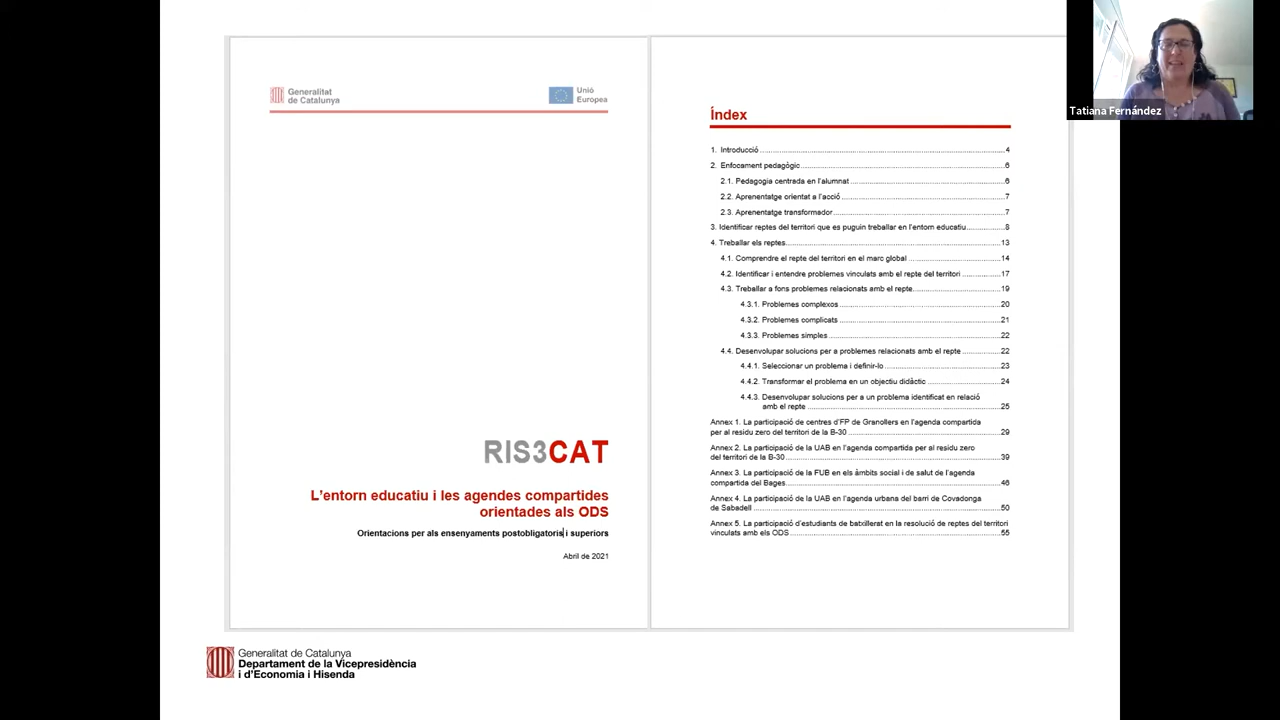 Generalitat
de Catalunya
Unió
Europea
RIS3CAT
L'entorn educatiu i les agendes compartides
orientades als ODS
Orientacions per als ensenyaments postobligatoris i superiors
Abril de 2021
Índex
1. Introducció 4
2. Enfocament pedagògic 6
2.1. Pedagogia centrada en l'alumnat 6
2.2. Aprenentatge orientat a l'acció 7
2.3. Aprenentatge transformador 7
3. Identificar reptes del territori que es puguin treballar en l'entorn educatiu 8
4. Treballar els reptes 13
4.1. Comprendre el repte del territori en el marc global 14
4.2. Identificar i entendre problemes vinculats amb el repte del territori 17
4.3. Treballar a fons problemes relacionats amb el repte 19
4.3.1. Problemes complexos 20
4.3.2. Problemes complicats 21
4.3.3. Problemes simples 22
4.4. Desenvolupar solucions per a problemes relacionats amb el repte 22
4.4.1. Seleccionar un problema i definir-lo 23
4.4.2. Transformar el problema en un objectiu didàctic 24
4.4.3. Desenvolupar solucions per a un problema identificat en relació
amb el repte 25
Annex 1. La participació de centres d'FP de Granollers en l'agenda compartida
per al residu zero del territori de la B-30 29
Annex 2. La participació de la UAB en l'agenda compartida per al residu zero
del territori de la B-30 39
Annex 3. La participació de la FUB en els àmbits social i de salut de l'agenda
compartida del Bages 46
Annex 4. La participació de la UAB en l'agenda urbana del barri de Covadonga
de Sabadell 50
Annex 5. La participació d'estudiants de batxillerat en la resolució de reptes del territori
vinculats amb els ODS 55
Tatiana Fernández
Generalitat de Catalunya
Departament de la Vicepresidència
i d'Economia i Hisenda